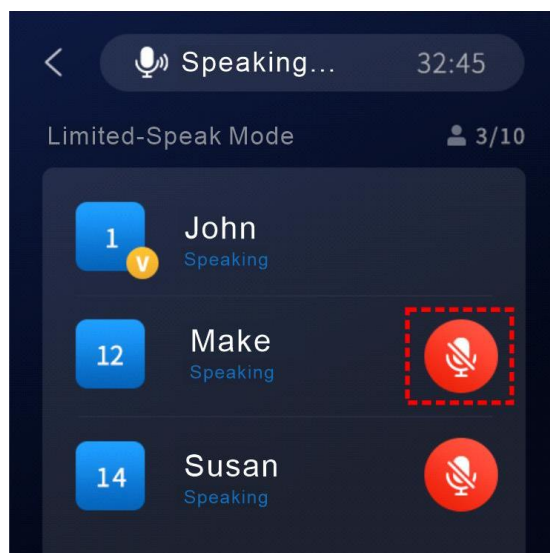 Speaking... 32:45
Limited-Speak Mode 3/10
1 John
V Speaking
12 Make
Speaking
14 Susan
Speaking